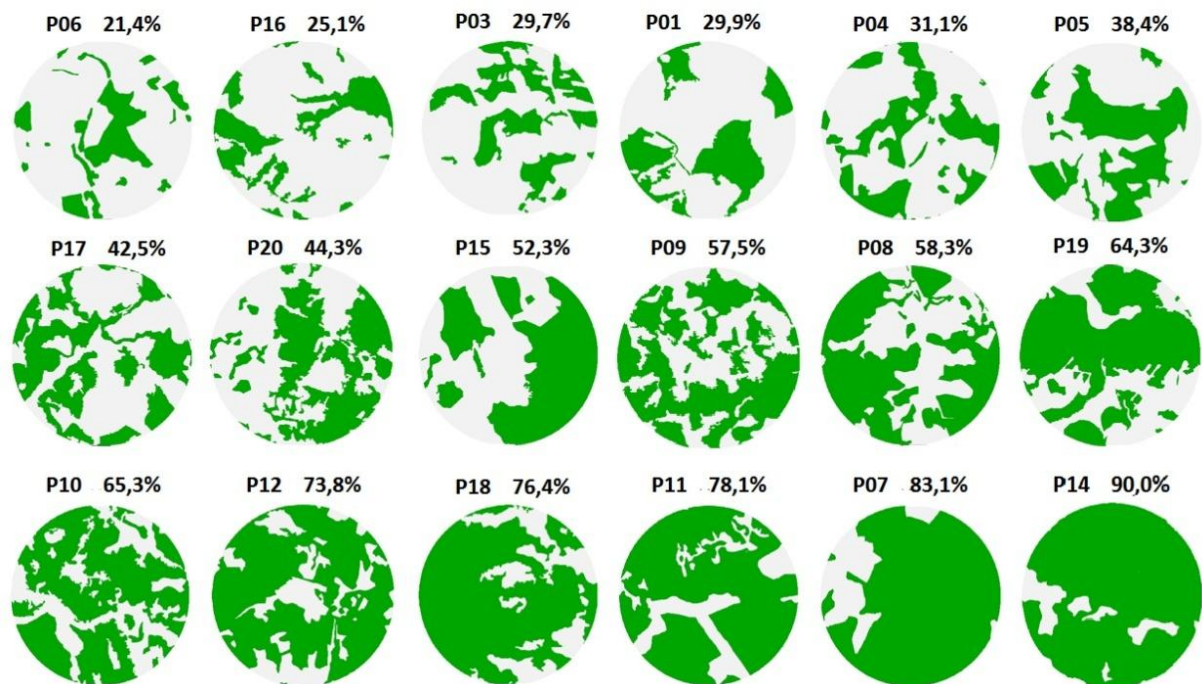 P06 21,4% P16 25,1% P03 29,7% P01 29,9% P04 31,1% P05 38,4%
P17 42,5% P20 44,3% P15 52,3% P09 57,5% P08 58,3% P19 64,3%
P10 65,3% P12 73,8% P18 76,4% P11 78,1% P07 83,1% P14 90,0%